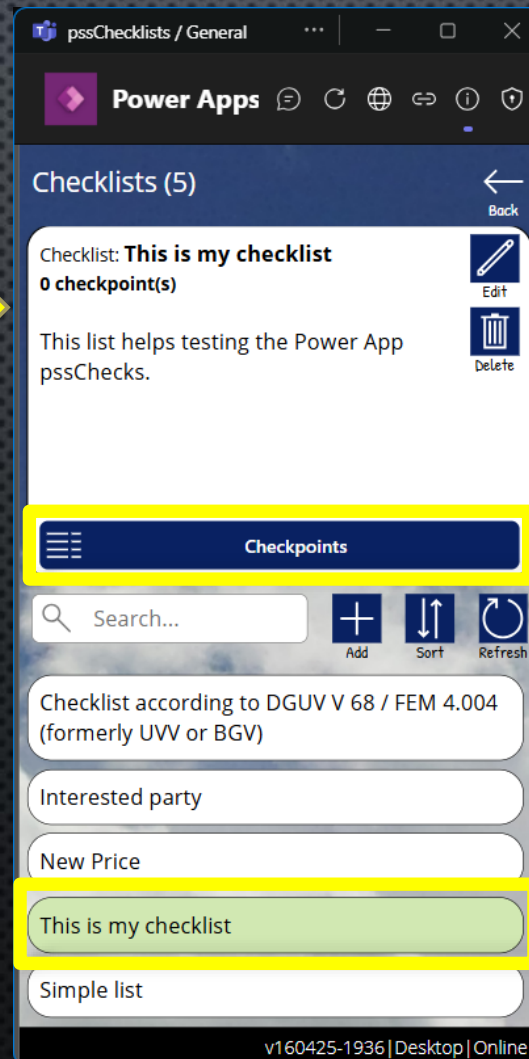 pssChecklists / General
Power Apps
Checklists (5)
Back
Checklist: This is my checklist
0 checkpoint(s)
Edit
This list helps testing the Power App
pssChecks.
Delete
Checkpoints
Search...
Add
Sort
Refresh
Checklist according to DGUV V 68 / FEM 4.004
(formerly UVV or BGV)
Interested party
New Price
This is my checklist
Simple list
v160425-1936|Desktop|Online